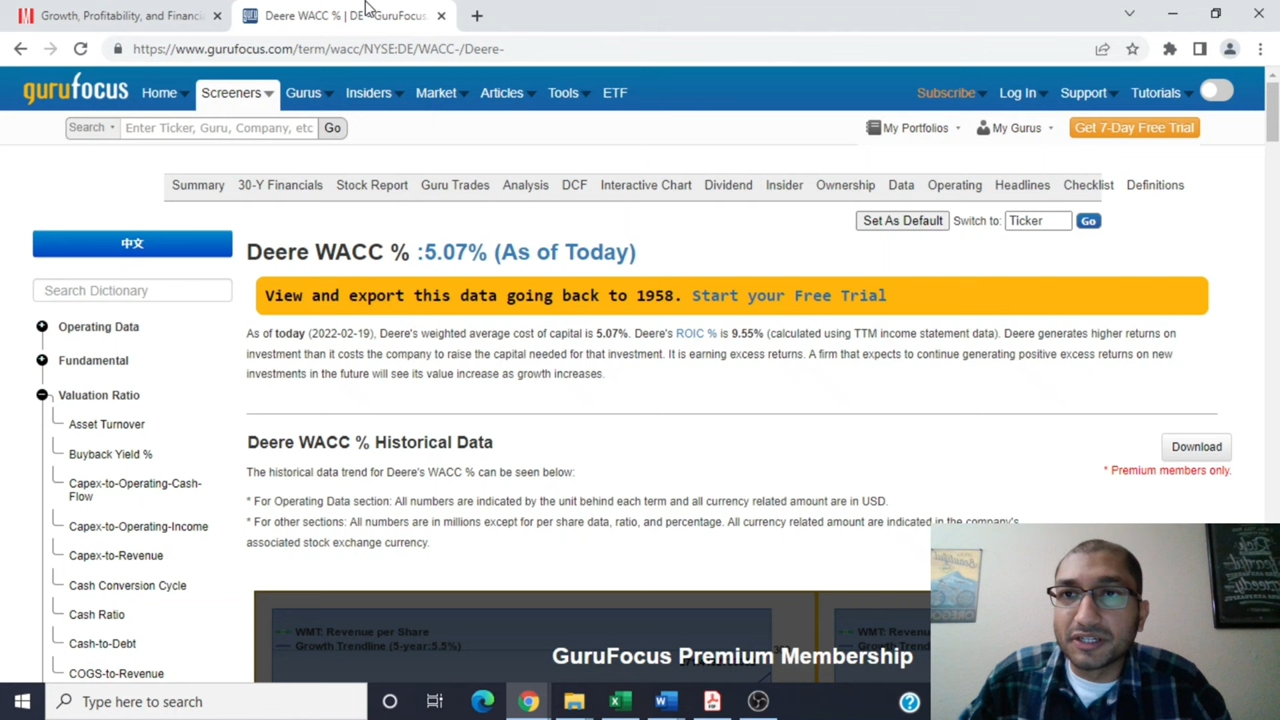 Growth, Profitability, and Financi
Deere WACC % | DE GuruFocus
https://www.gurufocus.com/term/wacc/NYSE:DE/WACC-/Deere-
gurufocus Home Screeners Gurus Insiders Market Articles Tools ETF Subscribe Log In Support Tutorials
Search Enter Ticker, Guru, Company, etc Go My Portfolios My Gurus Get 7-Day Free Trial
Summary 30-Y Financials Stock Report Guru Trades Analysis DCF Interactive Chart Dividend Insider Ownership Data Operating Headlines Checklist Definitions
Set As Default Switch to: Ticker Go
中文
Search Dictionary
Operating Data
Fundamental
Valuation Ratio
Asset Turnover
Buyback Yield %
Capex-to-Operating-Cash-
Flow
Capex-to-Operating-Income
Capex-to-Revenue
Cash Conversion Cycle
Cash Ratio
Cash-to-Debt
COGS-to-Revenue
Deere WACC % :5.07% (As of Today)
View and export this data going back to 1958. Start your Free Trial
As of today (2022-02-19), Deere's weighted average cost of capital is 5.07%. Deere's ROIC % is 9.55% (calculated using TTM income statement data). Deere generates higher returns on
investment than it costs the company to raise the capital needed for that investment. It is earning excess returns. A firm that expects to continue generating positive excess returns on new
investments in the future will see its value increase as growth increases.
Deere WACC % Historical Data
Download
* Premium members only.
The historical data trend for Deere's WACC % can be seen below:
* For Operating Data section: All numbers are indicated by the unit behind each term and all currency related amount are in USD.
* For other sections: All numbers are in millions except for per share data, ratio, and percentage. All currency related amount are indicated in the company's
associated stock exchange currency.
WMT: Revenue per Share
Growth Trendline (5-year:5.5%)
WMT: Reve
Growth Tre
GuruFocus Premium Membership
OREGON
Rich
Type here to search